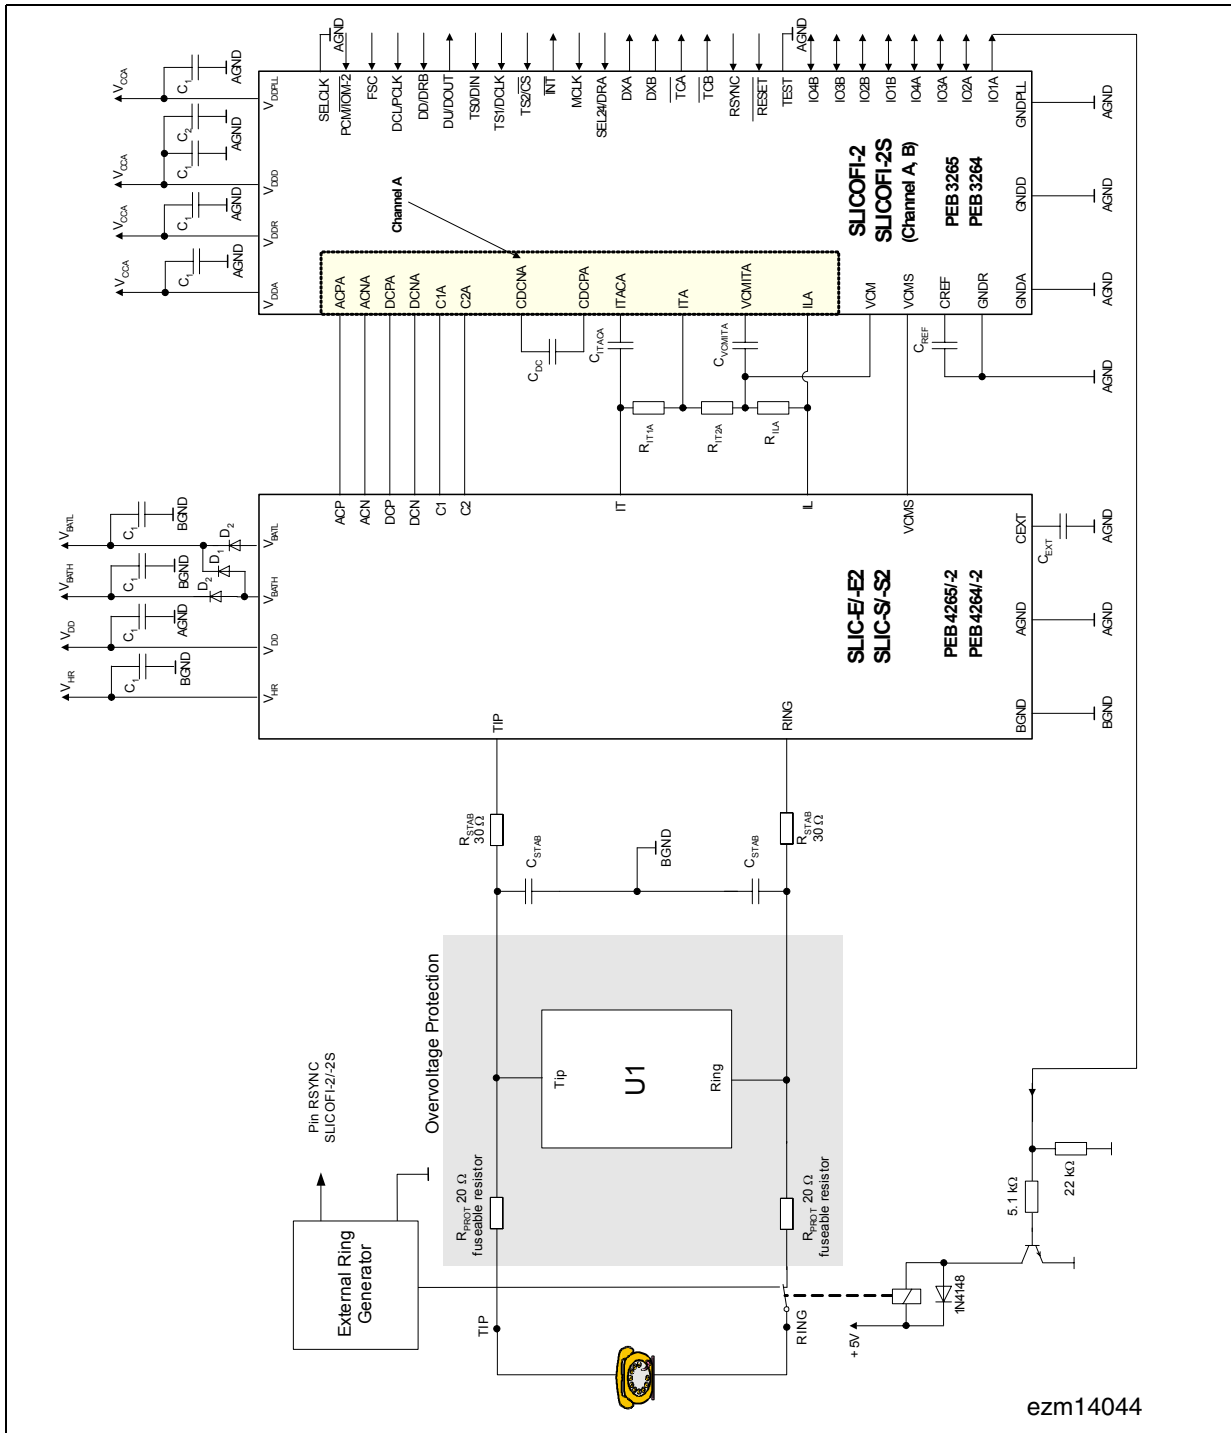 VCCA
C1
AGND
VDDPLL
VCCA
C2
AGND
C1
AGND
VDDD
VCCA
C1
AGND
VDDR
VCCA
C1
AGND
VDDA
SELCLK
AGND
PCM/IOM-2
FSC
DCL/PCLK
DD/DRB
DU/DOUT
TS0/DIN
TS1/DCLK
TS2/CS
INT
MCLK
SEL24/DRA
DXA
DXB
TCA
TCB
RSYNC
RESET
TEST
AGND
IO4B
IO3B
IO2B
IO1B
IO4A
IO3A
IO2A
IO1A
Channel A
SLICOFI-2
SLICOFI-2S
(Channel A, B)
PEB 3265
PEB 3264
GNDPLL
AGND
GNDD
AGND
GNDA
AGND
ACPA
ACNA
DCPA
DCNA
C1A
C2A
CDCNA
CDCPA
ITACA
ITA
VCMITA
ILA
VCM
VCMS
CREF
GNDR
CDC
CITACA
CVCMITA
CREF
AGND
RIT1A
RIT2A
RILA
VBATL
C1
BGND
D2
VBATL
VBATH
C1
BGND
D1
D2
VBATH
VDD
C1
AGND
VDD
VHR
C1
BGND
VHR
ACP
ACN
DCP
DCN
C1
C2
IT
IL
VCMS
SLIC-E/-E2
SLIC-S/-S2
PEB 4265/-2
PEB 4264/-2
CEXT
CEXT
AGND
AGND
AGND
BGND
BGND
TIP
RING
RSTAB
30 Ω
RSTAB
30 Ω
CSTAB
BGND
CSTAB
Overvoltage Protection
Tip
U1
Ring
RPROT 20 Ω
fuseable resistor
RPROT 20 Ω
fuseable resistor
Pin RSYNC
SLICOFI-2/-2S
External Ring
Generator
TIP
RING
+ 5V
1N4148
5.1 kΩ
22 kΩ
ezm14044